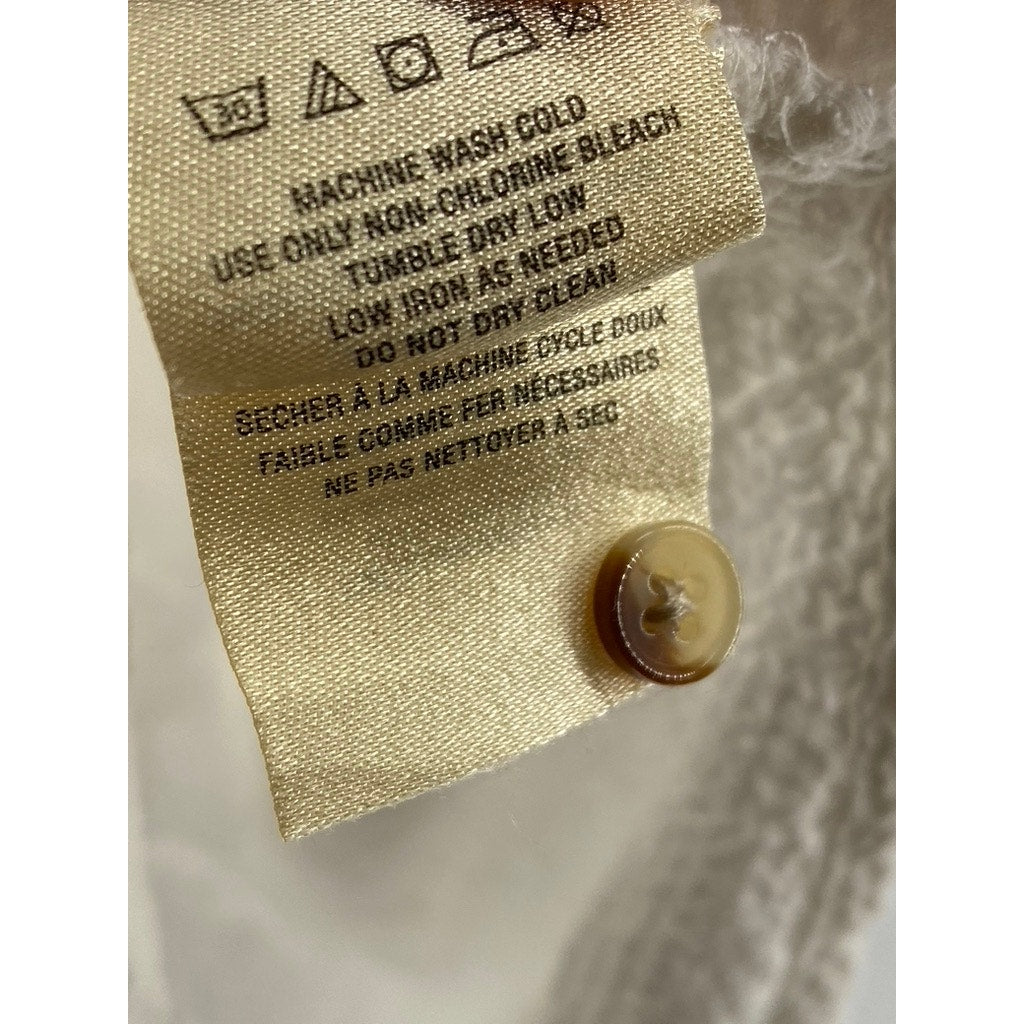 30
MACHINE WASH COLD
USE ONLY NON-CHLORINE BLEACH
TUMBLE DRY LOW
LOW IRON AS NEEDED
DO NOT DRY CLEAN
SECHER À LA MACHINE CYCLE DOUX
FAIBLE COMME FER NÉCESSAIRES
NE PAS NETTOYER À SEC